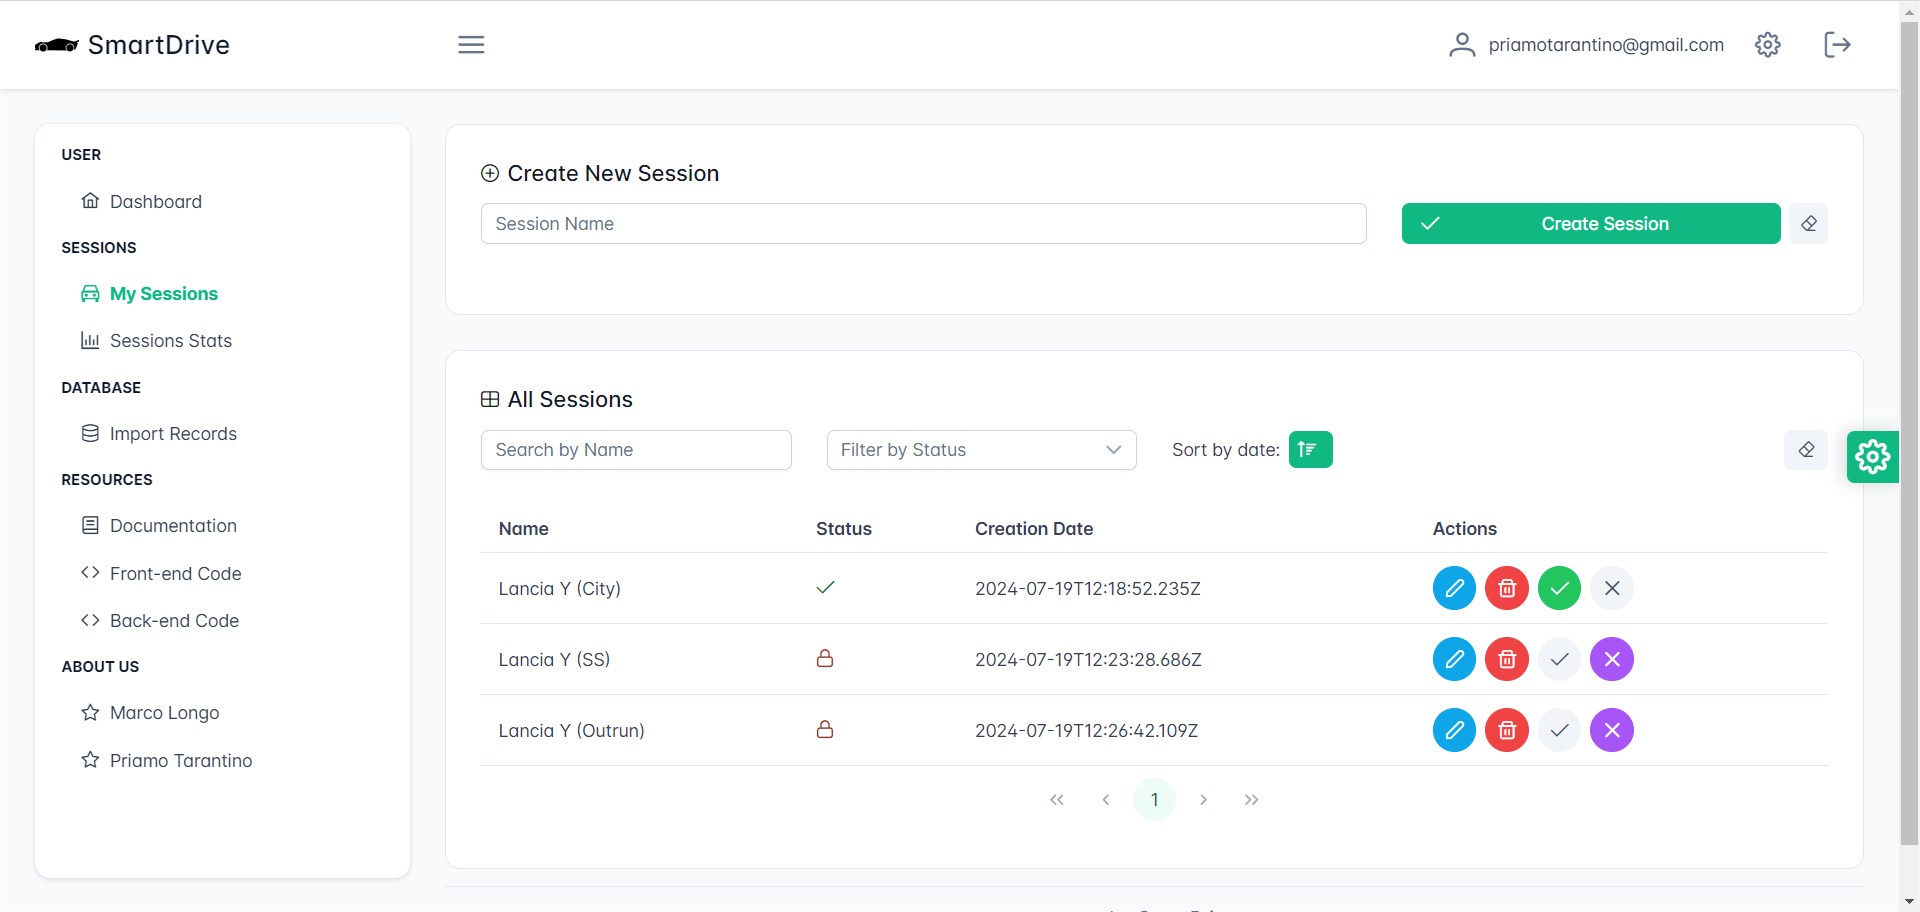 SmartDrive
priamotarantino@gmail.com
USER
Dashboard
SESSIONS
My Sessions
Sessions Stats
DATABASE
Import Records
RESOURCES
Documentation
Front-end Code
Back-end Code
ABOUT US
Marco Longo
Priamo Tarantino
Create New Session
Session Name
Create Session
All Sessions
Search by Name
Filter by Status
Sort by date:
Name Status Creation Date Actions
Lancia Y (City) 2024-07-19T12:18:52.235Z
Lancia Y (SS) 2024-07-19T12:23:28.686Z
Lancia Y (Outrun) 2024-07-19T12:26:42.109Z
1